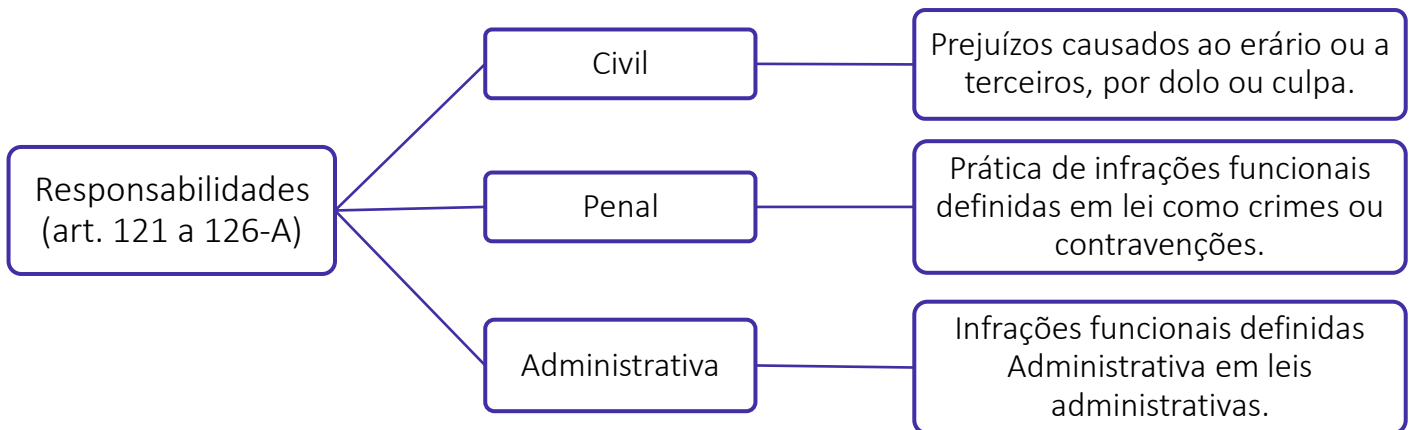 Responsabilidades
(art. 121 a 126-A)
Civil
Prejuízos causados ao erário ou a
terceiros, por dolo ou culpa.
Penal
Prática de infrações funcionais
definidas em lei como crimes ou
contravenções.
Administrativa
Infrações funcionais definidas
Administrativa em leis
administrativas.